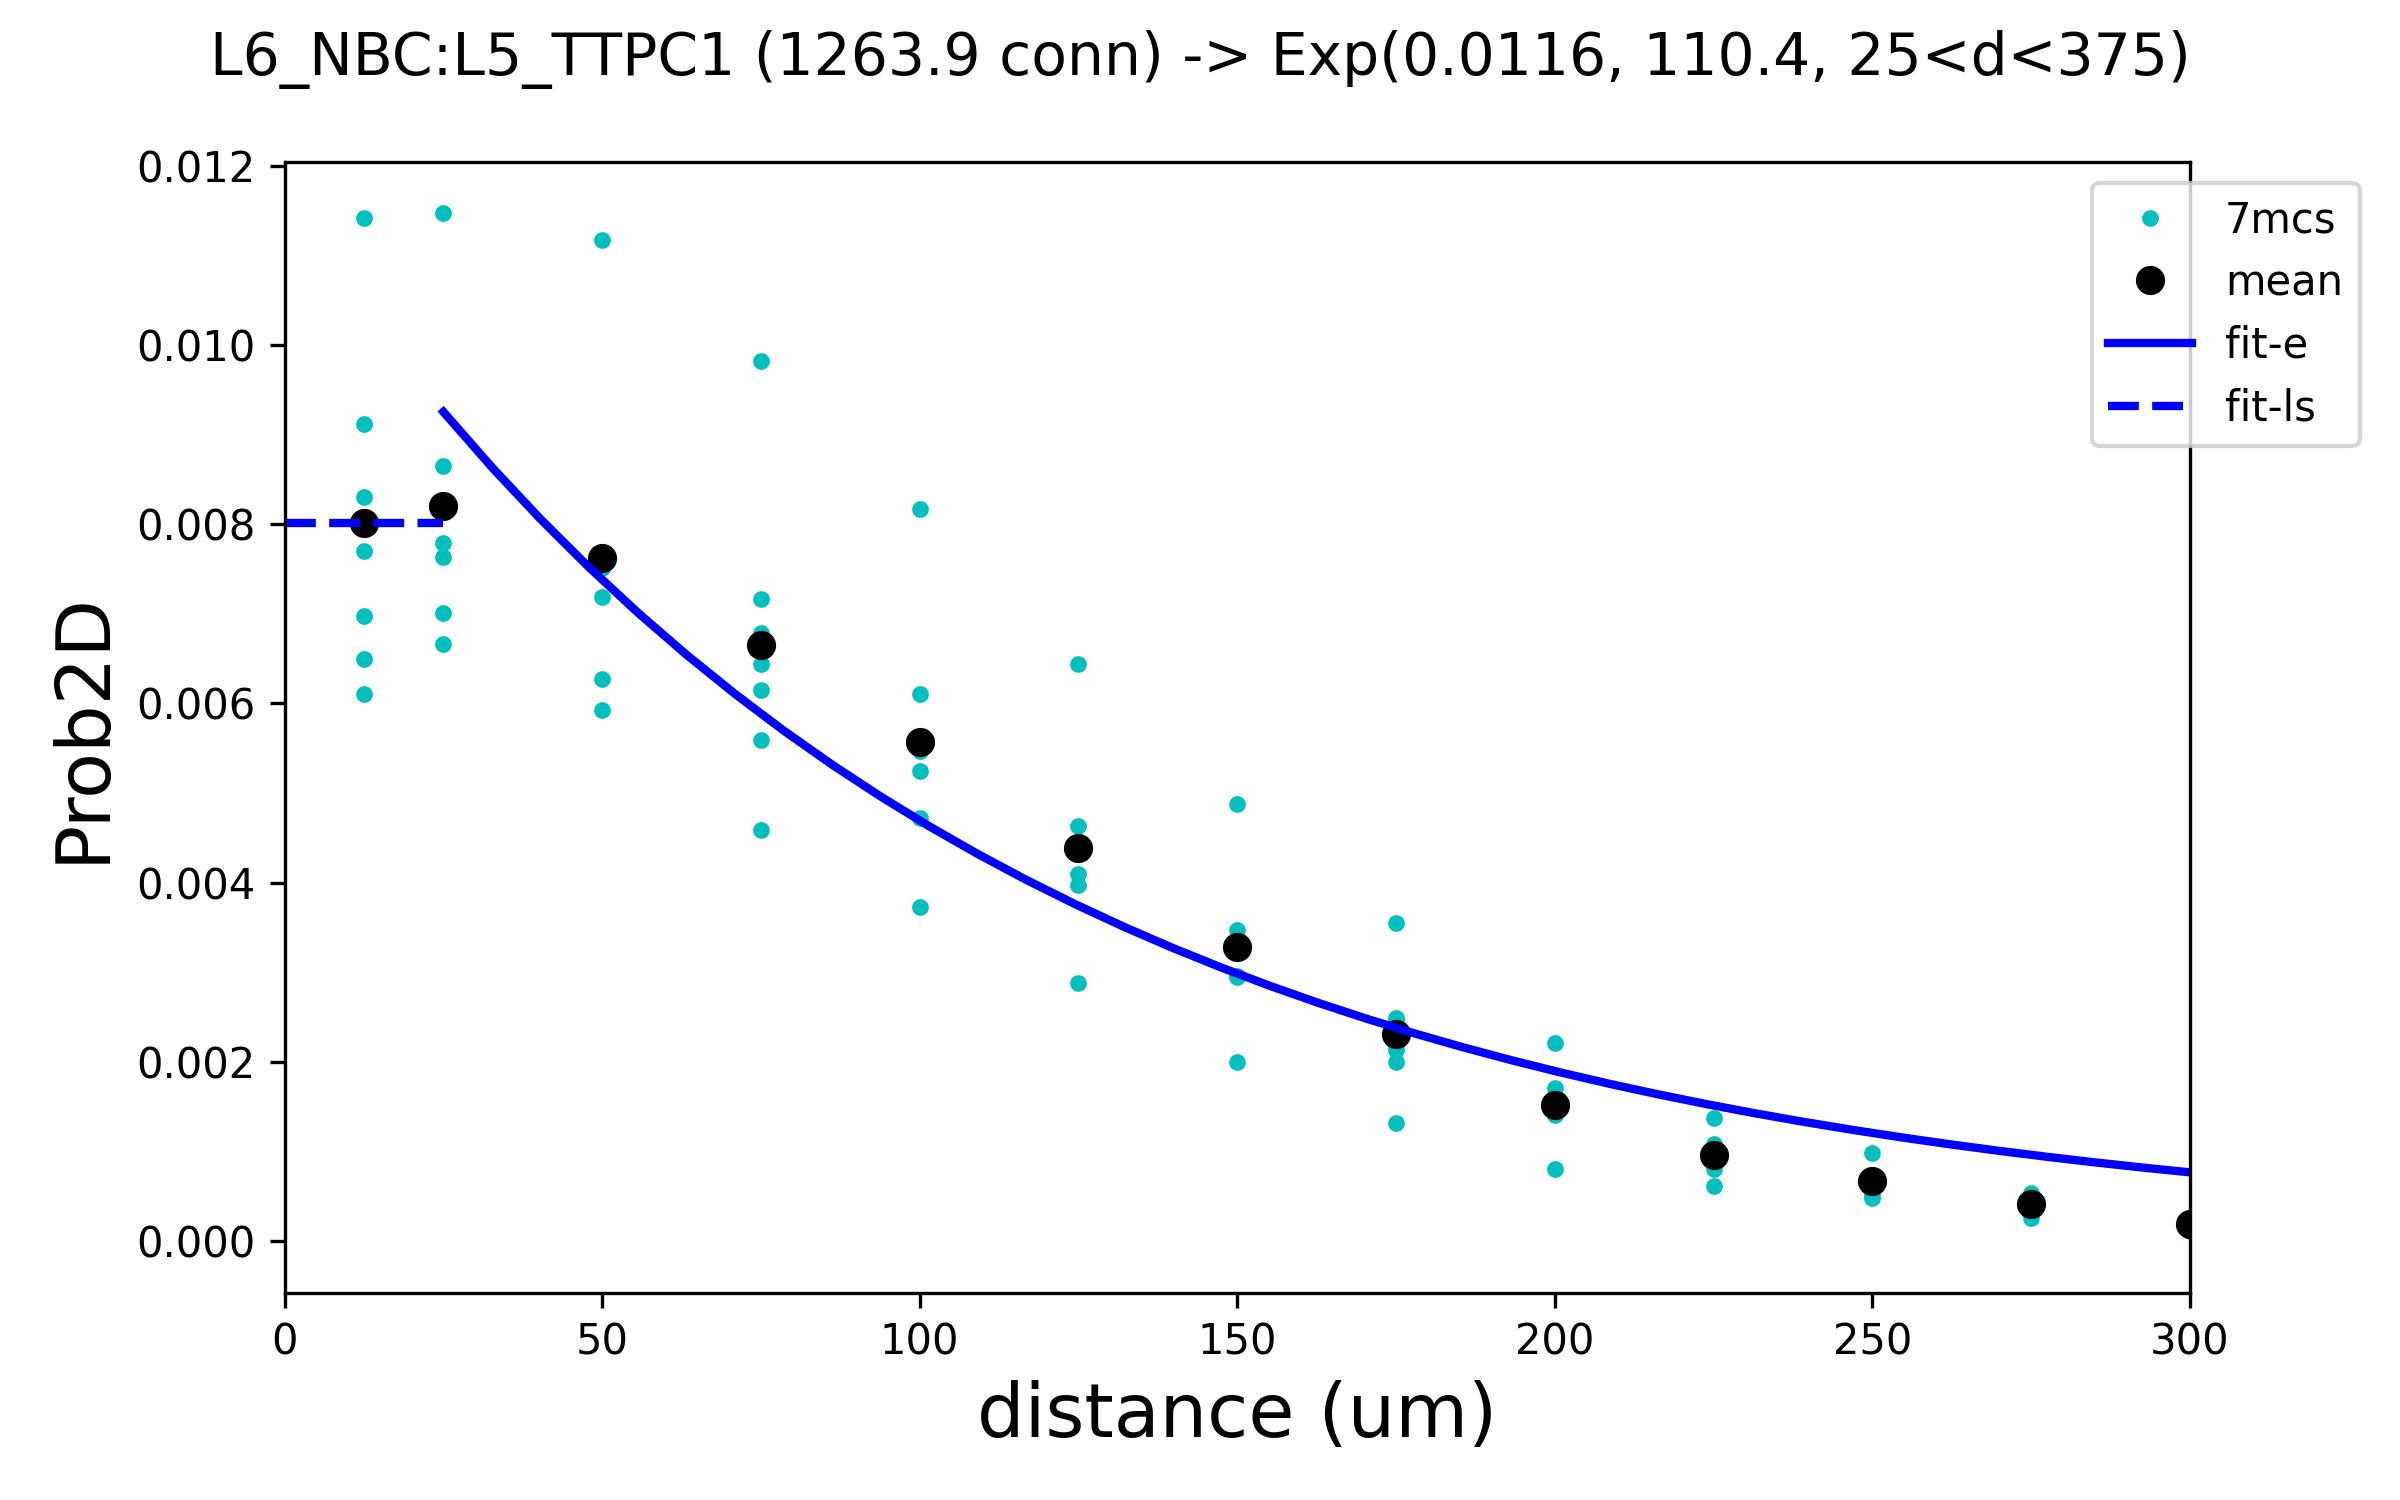 L6_NBC:L5_TTPC1 (1263.9 conn) -> Exp(0.0116, 110.4, 25<d<375)
0.012
0.010
0.008
0.006
0.004
0.002
0.000
Prob2D
7mcs
mean
fit-e
fit-ls
0 50 100 150 200 250 300
distance (um)